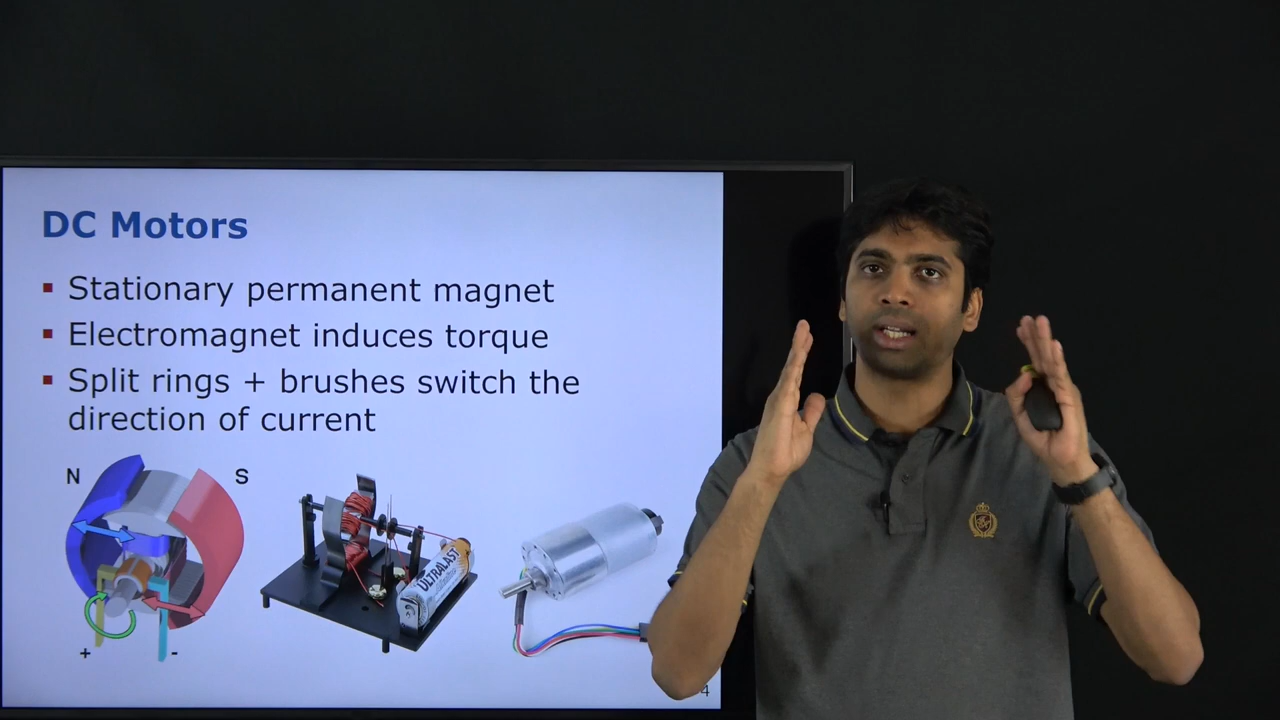 DC Motors
Stationary permanent magnet
Electromagnet induces torque
Split rings + brushes switch the
direction of current
N
S
ULTRALAST
+
-
4